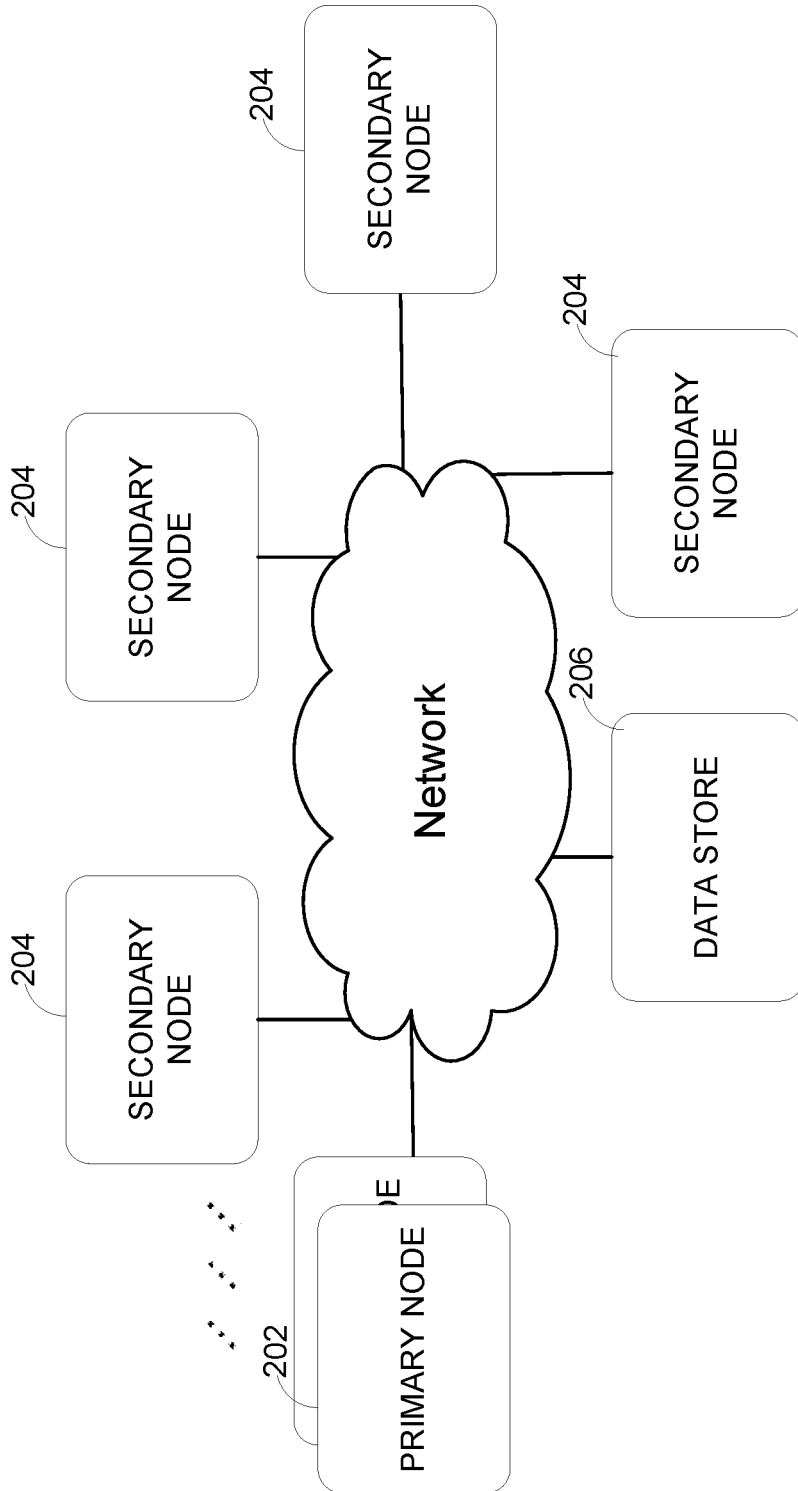 204
SECONDARY
NODE
204
SECONDARY
NODE
202
PRIMARY NODE
Network
204
SECONDARY
NODE
206
DATA STORE
204
SECONDARY
NODE